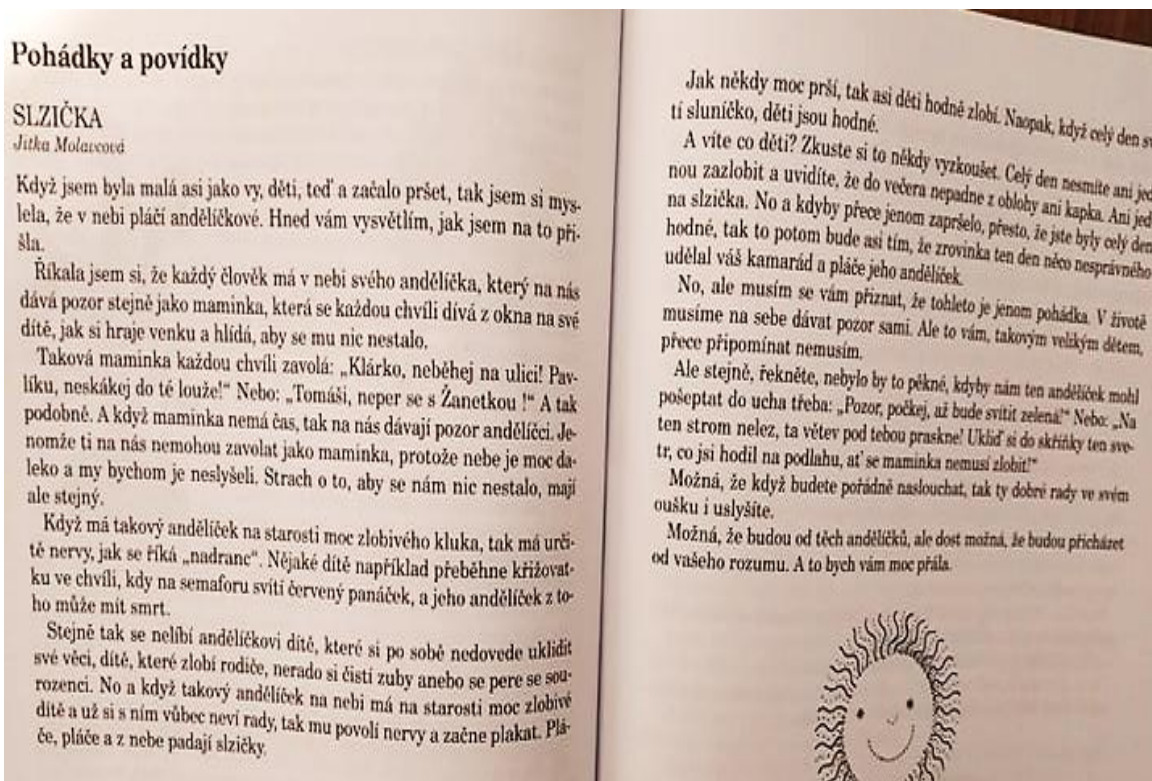 Pohádky a povídky
SLZIČKA
Jitka Molavcová
Když jsem byla malá asi jako vy, děti, teď a začalo pršet, tak jsem si mys-
lela, že v nebi pláčí andělíčkové. Hned vám vysvětlím, jak jsem na to při-
šla.
Říkala jsem si, že každý člověk má v nebi svého andělíčka, který na nás
dává pozor stejně jako maminka, která se každou chvíli dívá z okna na své
dítě, jak si hraje venku a hlídá, aby se mu nic nestalo.
Taková maminka každou chvíli zavolá: „Klárko, neběhej na ulici! Pav-
líku, neskákej do té louže!“ Nebo: „Tomáši, neper se s Žanetkou !“ A tak
podobně. A když maminka nemá čas, tak na nás dávají pozor andělíčci. Je-
nomže ti na nás nemohou zavolat jako maminka, protože nebe je moc da-
leko a my bychom je neslyšeli. Strach o to, aby se nám nic nestalo, mají
ale stejný.
Když má takový andělíček na starosti moc zlobivého kluka, tak má urči-
tě nervy, jak se říká „nadranc“. Nějaké dítě například přeběhne křižovat-
ku ve chvíli, kdy na semaforu svítí červený panáček, a jeho andělíček z to-
ho může mít smrt.
Stejně tak se nelíbí andělíčkovi dítě, které si po sobě nedovede uklidit
své věci, dítě, které zlobí rodiče, nerado si čistí zuby anebo se pere se sou-
rozenci. No a když takový andělíček na nebi má na starosti moc zlobivé
dítě a už si s ním vůbec neví rady, tak mu povolí nervy a začne plakat. Plá-
če, pláče a z nebe padají slzičky.
Jak někdy moc prší, tak asi děti hodně zlobí. Naopak, když celý den sví-
tí sluníčko, děti jsou hodné.
A víte co děti? Zkuste si to někdy vyzkoušet. Celý den nesmíte ani jed
nou zazlobit a uvidíte, že do večera nepadne z oblohy ani kapka. Ani jed
na slzička. No a kdyby přece jenom zapršelo, přesto, že jste byly celý den
hodné, tak to potom bude asi tím, že zrovinka ten den něco nesprávného
udělal váš kamarád a pláče jeho andělíček.
No, ale musím se vám přiznat, že tohleto je jenom pohádka. V životě
musíme na sebe dávat pozor sami. Ale to vám, takovým velikým dětem,
přece připomínat nemusím.
Ale stejně, řekněte, nebylo by to pěkné, kdyby nám ten andělíček mohl
pošeptat do ucha třeba: „Pozor, počkej, až bude svítit zelená!“ Nebo: „Na
ten strom nelez, ta větev pod tebou praskne! Ukliď si do skříňky ten sve-
tr, co jsi hodil na podlahu, ať se maminka nemusí zlobit!“
Možná, že když budete pořádně naslouchat, tak ty dobré rady ve svém
oušku i uslyšíte.
Možná, že budou od těch andělíčků, ale dost možná, že budou přicházet
od vašeho rozumu. A to bych vám moc přála.